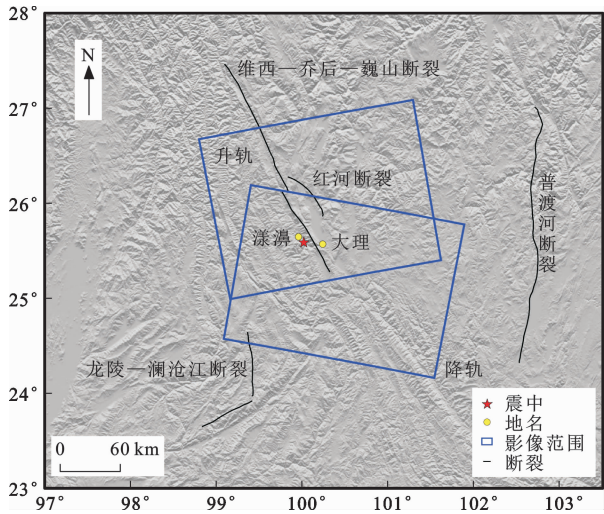 28°
27°
26°
25°
24°
23°
97°
98°
99°
100°
101°
102°
103°
N
维西—乔后—巍山断裂
升轨
红河断裂
普渡河断裂
漾濞
大理
龙陵—澜沧江断裂
降轨
0 60 km
震中
地名
影像范围
断裂